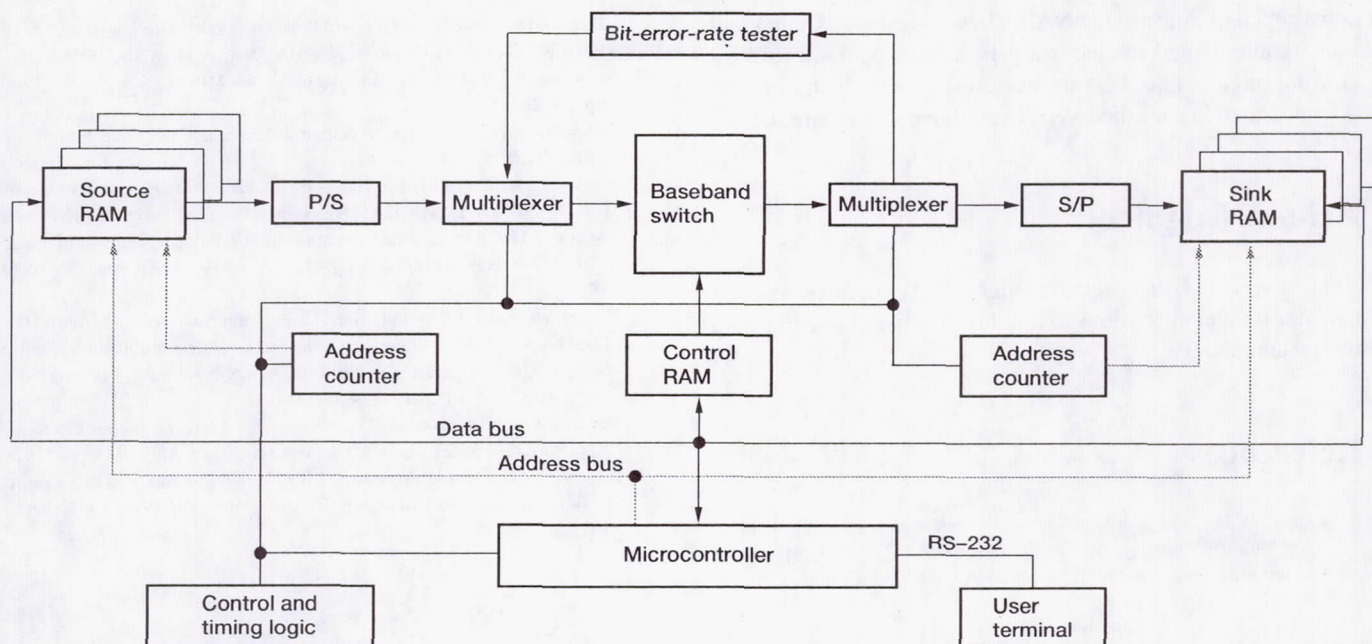 Bit-error-rate tester
Source
RAM
P/S
Multiplexer
Baseband
switch
Multiplexer
S/P
Sink
RAM
Address
counter
Control
RAM
Address
counter
Data bus
Address bus
Microcontroller
RS–232
Control and
timing logic
User
terminal